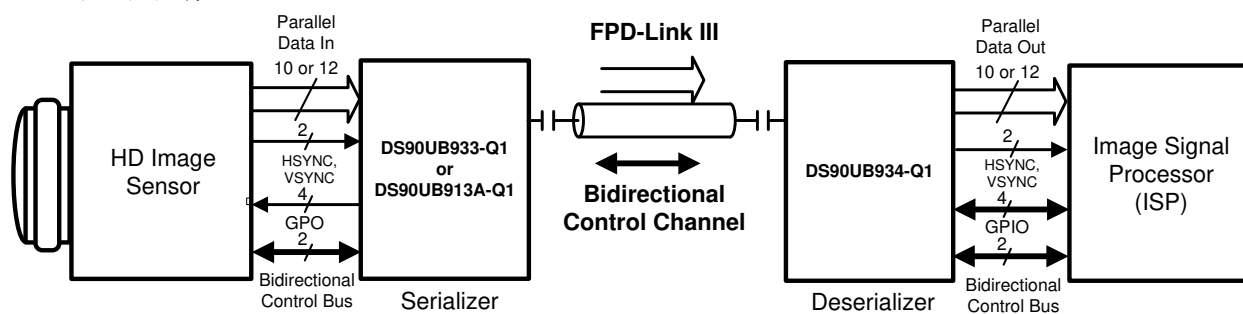 Parallel
Data In
10 or 12
2
HSYNC,
VSYNC
4
GPO
2
Bidirectional
Control Bus
HD Image
Sensor
DS90UB933-Q1
or
DS90UB913A-Q1
Serializer
FPD-Link III
Bidirectional
Control Channel
DS90UB934-Q1
Deserializer
Parallel
Data Out
10 or 12
2
HSYNC,
VSYNC
4
GPIO
2
Bidirectional
Control Bus
Image Signal
Processor
(ISP)